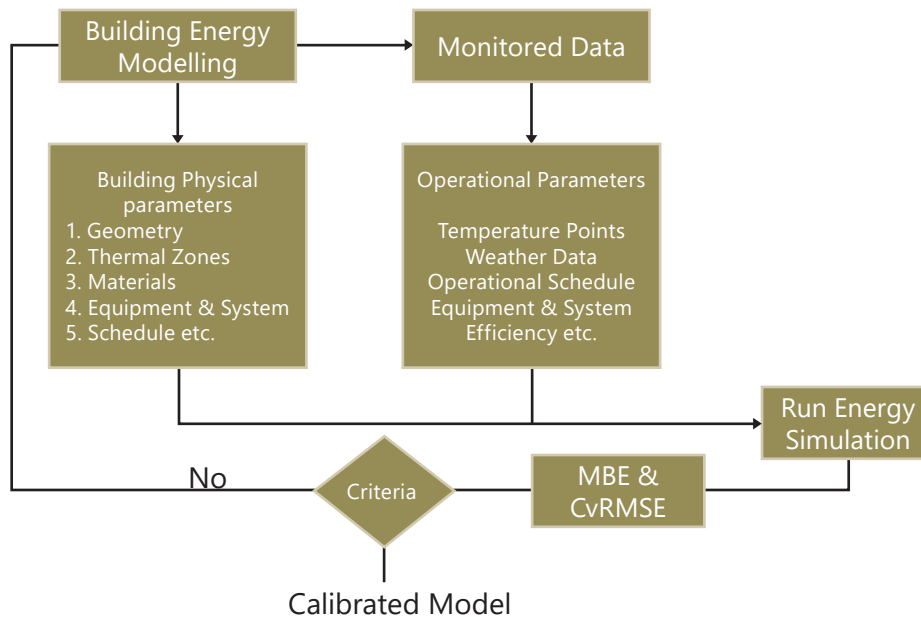 Building Energy
Modelling
Monitored Data
Building Physical
parameters
1. Geometry
2. Thermal Zones
3. Materials
4. Equipment & System
5. Schedule etc.
Operational Parameters
Temperature Points
Weather Data
Operational Schedule
Equipment & System
Efficiency etc.
Run Energy
Simulation
MBE &
CvRMSE
Criteria
No
Calibrated Model